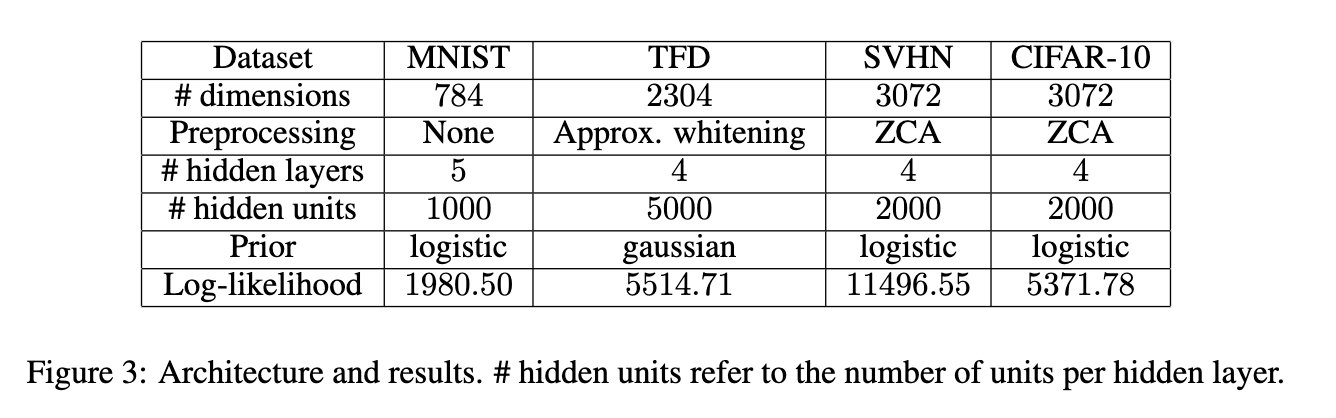 Dataset MNIST TFD SVHN CIFAR-10
# dimensions 784 2304 3072 3072
Preprocessing None Approx. whitening ZCA ZCA
# hidden layers 5 4 4 4
# hidden units 1000 5000 2000 2000
Prior logistic gaussian logistic logistic
Log-likelihood 1980.50 5514.71 11496.55 5371.78
Figure 3: Architecture and results. # hidden units refer to the number of units per hidden layer.